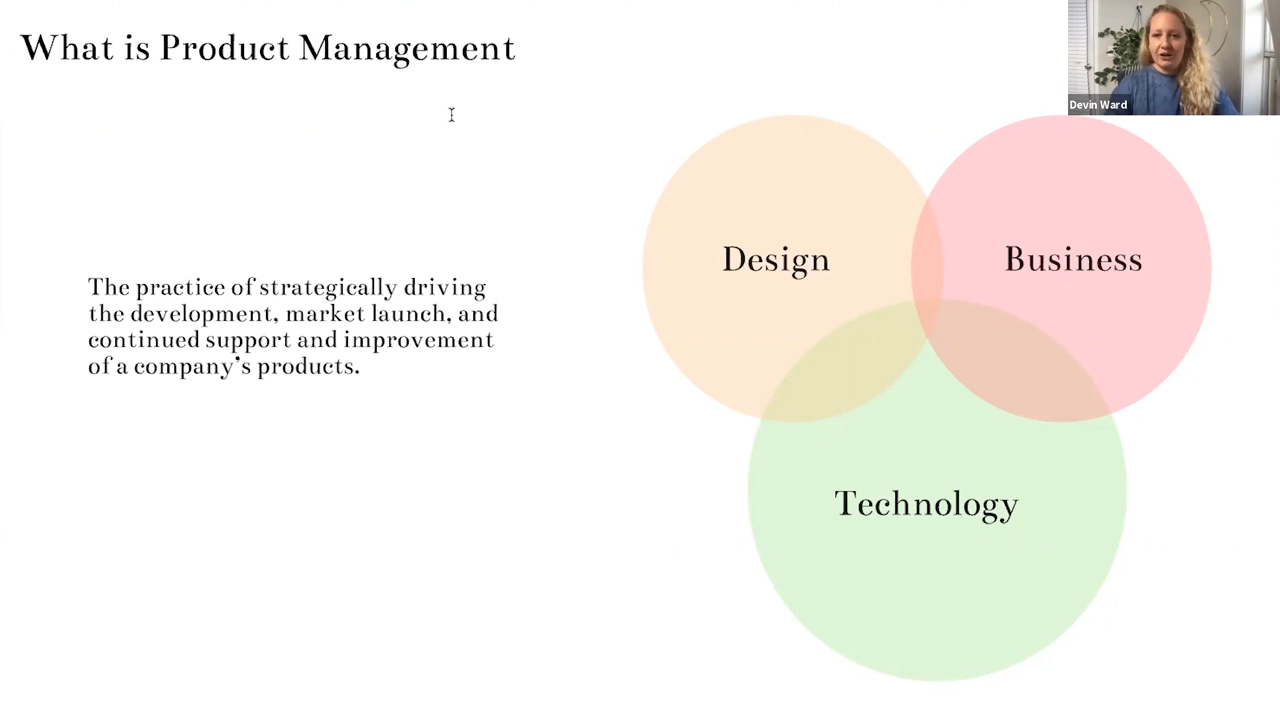 What is Product Management
Devin Ward
Design
Business
The practice of strategically driving
the development, market launch, and
continued support and improvement
of a company's products.
Technology